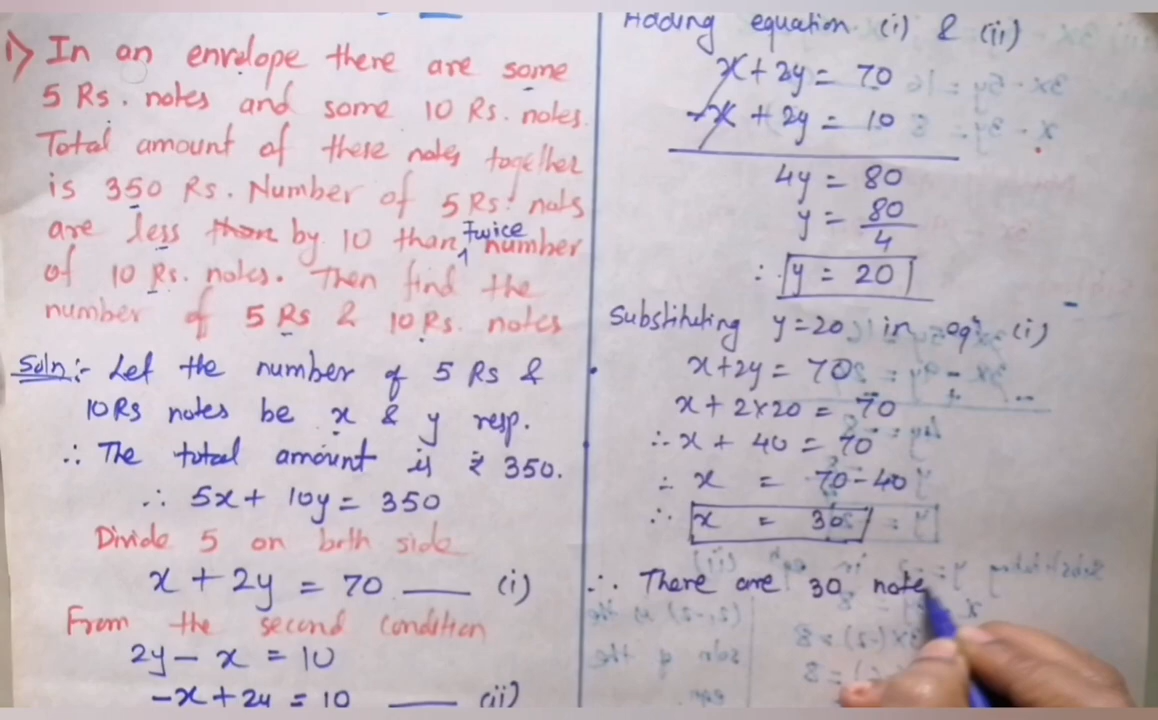 1) In an envelope there are some
5 Rs. notes and some 10 Rs. notes.
Total amount of these notes together
is 350 Rs. Number of 5 Rs. nots
are less than by 10 than twice number
of 10 Rs. notes. Then find the
number of 5 Rs & 10 Rs. notes
Soln:- Let the number of 5 Rs &
10 Rs notes be x & y resp.
∴ The total amount is ₹ 350.
∴ 5x + 10y = 350
Divide 5 on both side
x + 2y = 70 —— (i)
From the second condition
2y - x = 10
-x + 2y = 10 —— (ii)
Adding equation (i) & (ii)
x + 2y = 70
-x + 2y = 10
4y = 80
y = 80/4
∴ y = 20
Substituting y=20 in eqn (i)
x+2y = 70
x + 2×20 = 70
∴ x + 40 = 70
∴ x = 70-40
∴ x = 30
∴ There are 30 note